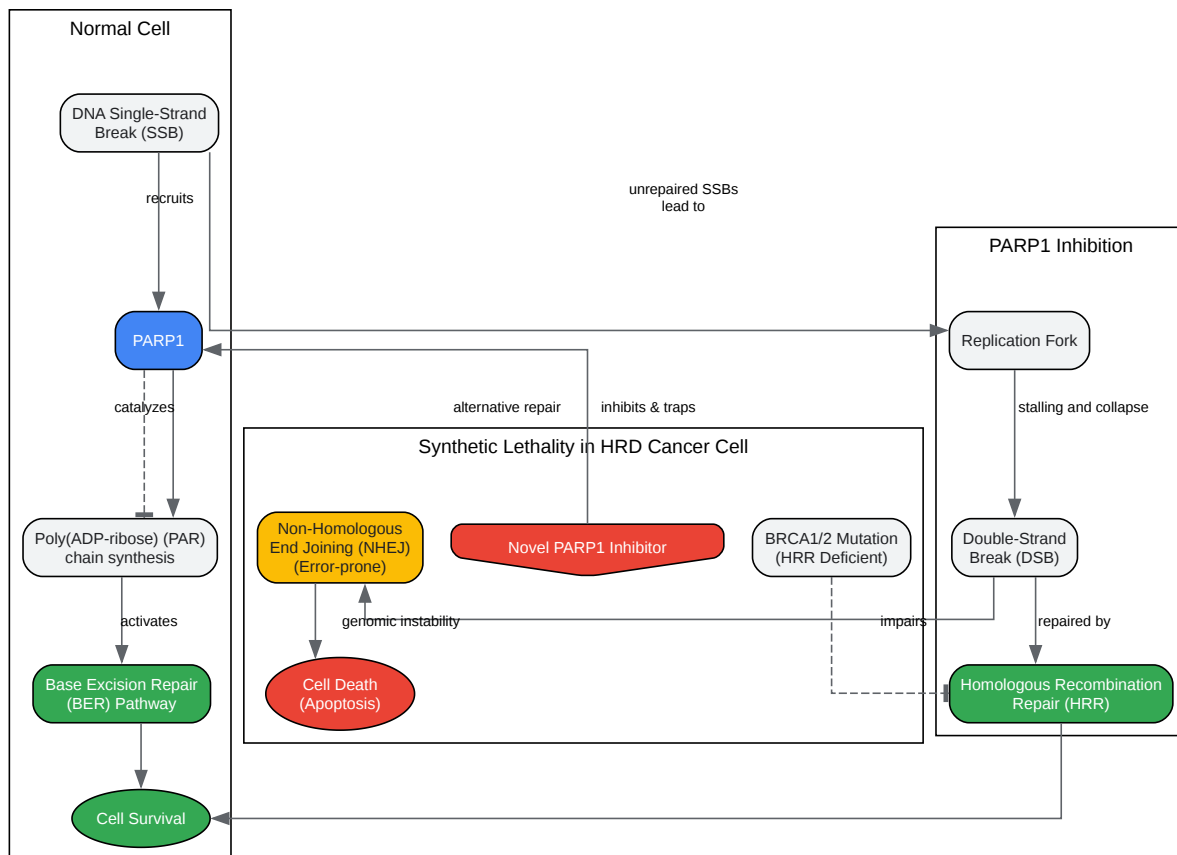 Normal Cell
DNA Single-Strand
Break (SSB)
recruits
unrepaired SSBs
lead to
PARP1 Inhibition
PARP1
Replication Fork
catalyzes
alternative repair
inhibits & traps
stalling and collapse
Synthetic Lethality in HRD Cancer Cell
Poly(ADP-ribose) (PAR)
chain synthesis
Non-Homologous
End Joining (NHEJ)
(Error-prone)
Novel PARP1 Inhibitor
BRCA1/2 Mutation
(HRR Deficient)
Double-Strand
Break (DSB)
activates
genomic instability
impairs
repaired by
Base Excision Repair
(BER) Pathway
Cell Death
(Apoptosis)
Homologous Recombination
Repair (HRR)
Cell Survival